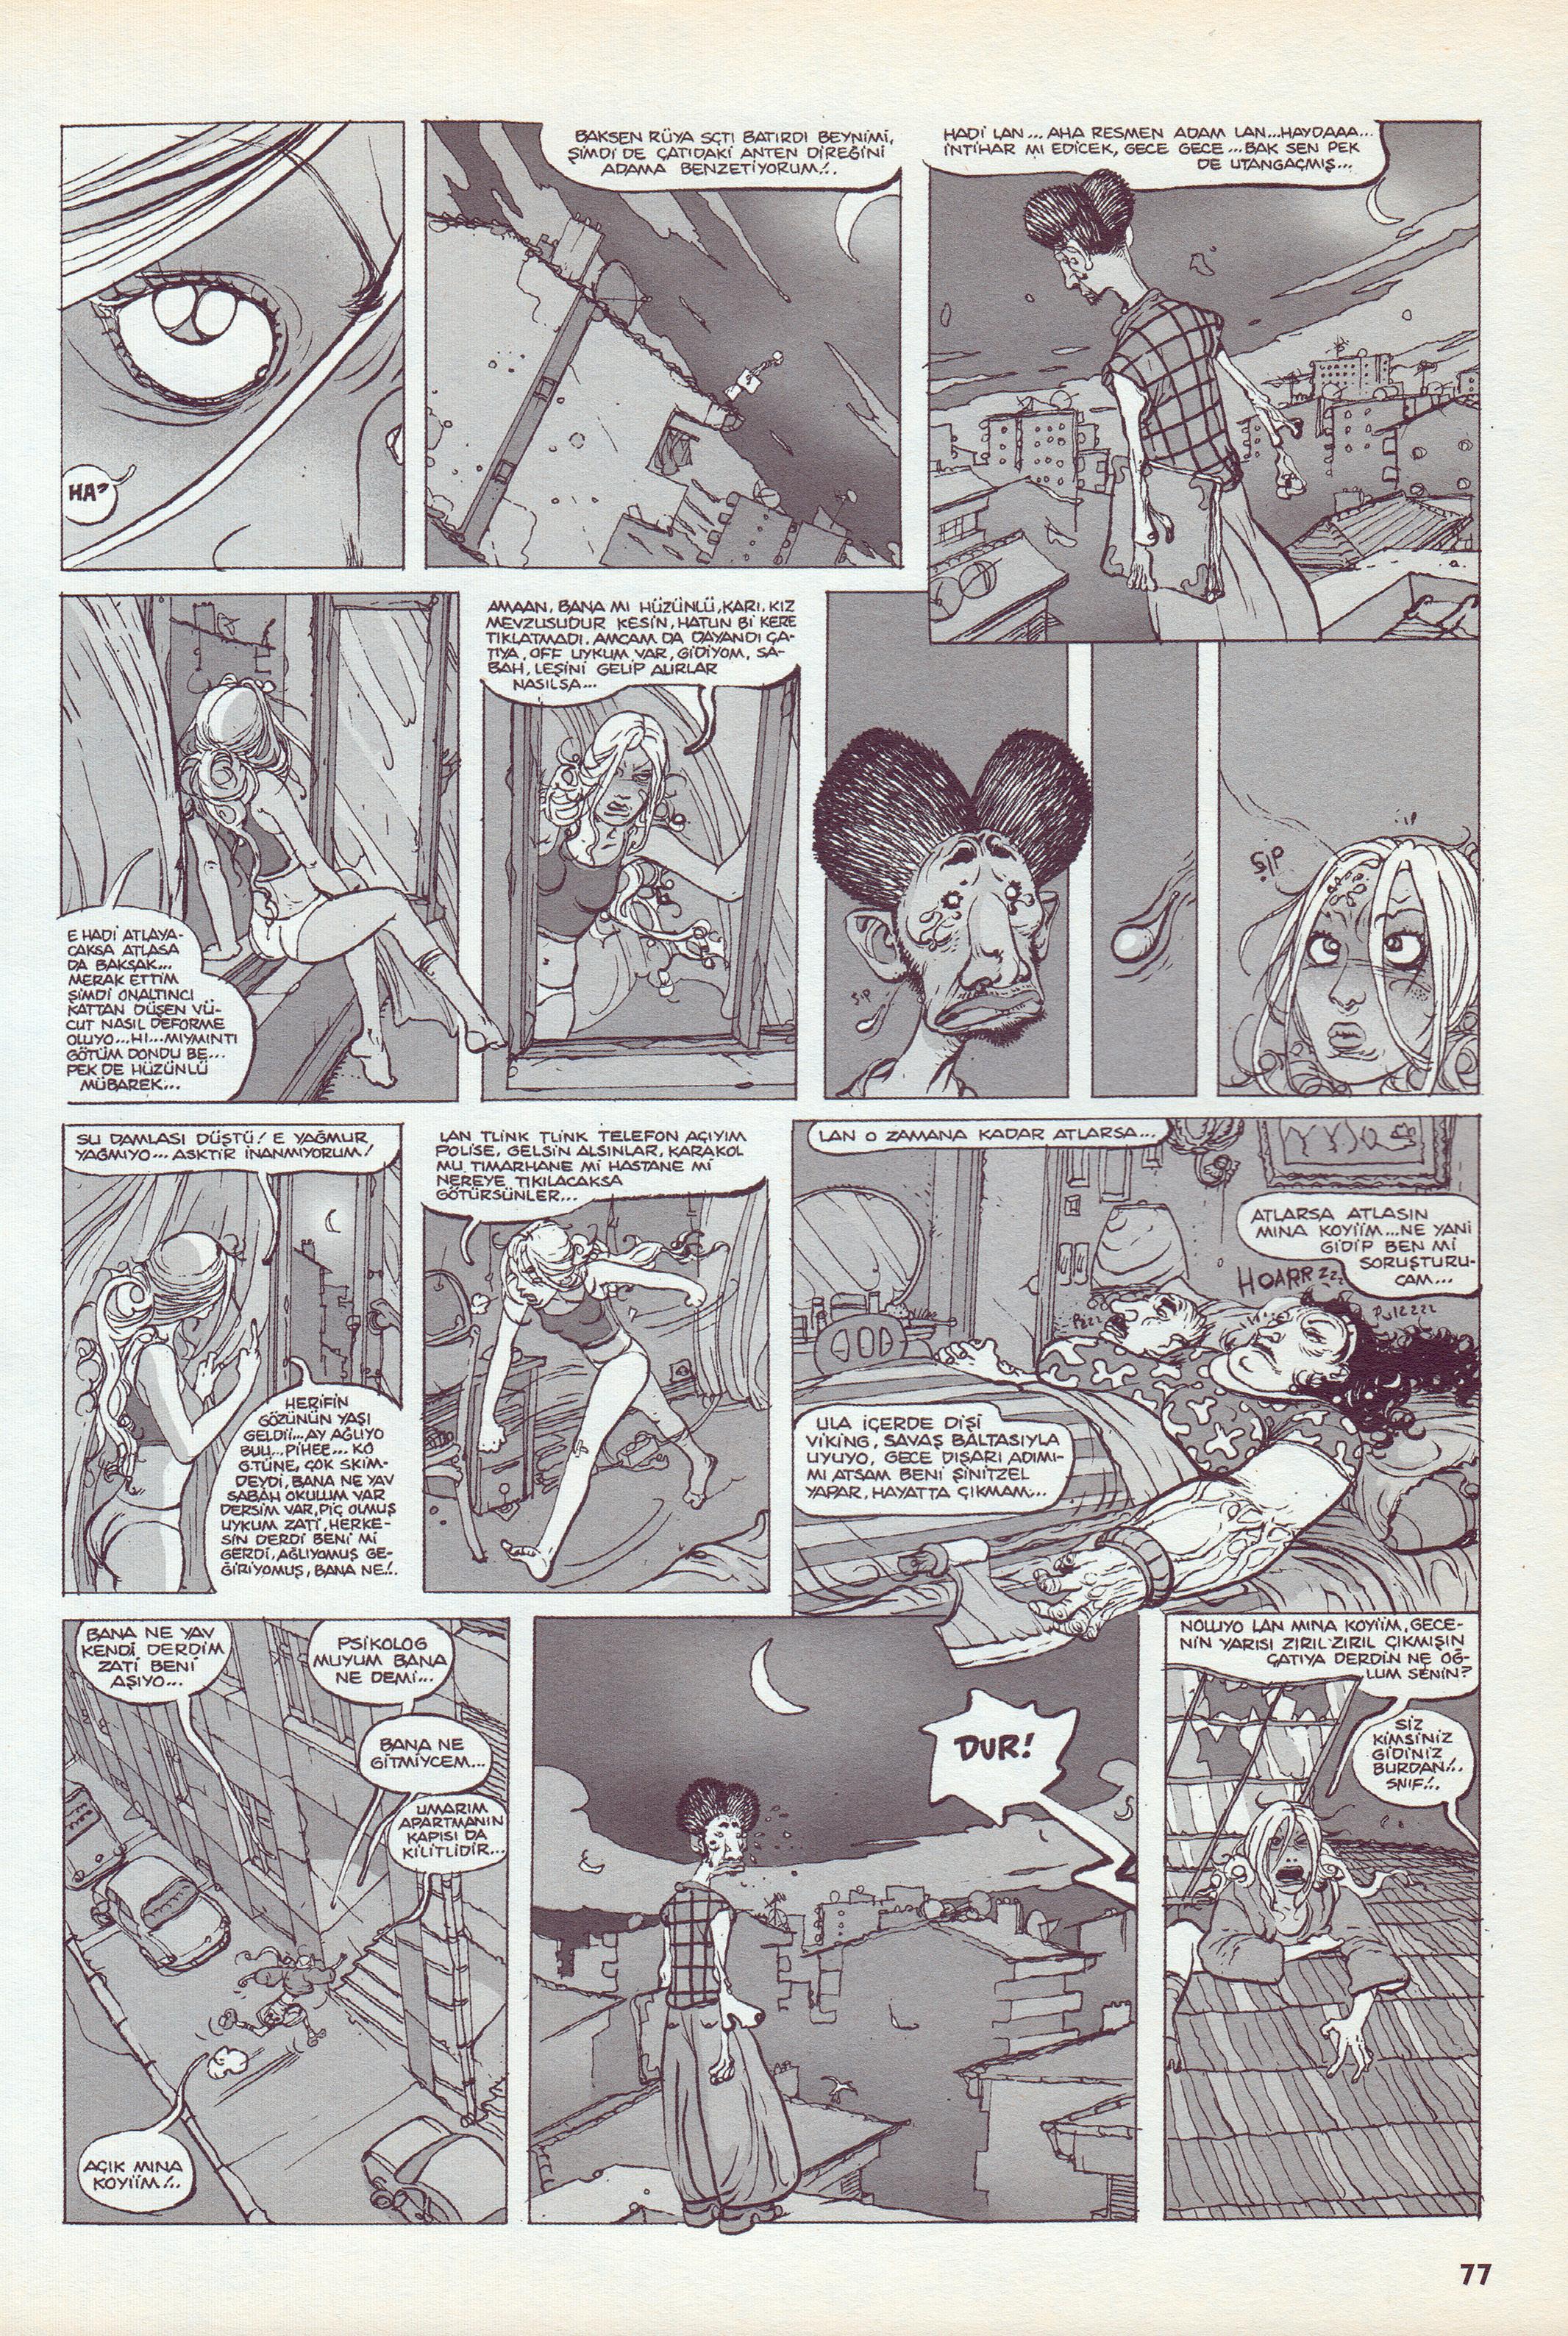 HA?
BAKSEN RÜYA SÇTI BATIRDI BEYNİMİ,
ŞİMDİ DE ÇATIDAKİ ANTEN DİREĞİNİ
ADAMA BENZETİYORUM!..
HADİ LAN... AHA RESMEN ADAM LAN...HAYDAAA...
İNTİHAR MI EDİCEK, GECE GECE...BAK SEN PEK
DE UTANGAÇMIŞ...
E HADİ ATLAYA-
CAKSA ATLASA
DA BAKSAK...
MERAK ETTİM
ŞİMDİ ONALTINCI
KATTAN DÜŞEN VÜ-
CUT NASIL DEFORME
OLUYO...HI...MIYMINTI
GÖTÜM DONDU BE...
PEK DE HÜZÜNLÜ
MÜBAREK...
AMAAN, BANA MI HÜZÜNLÜ, KARI, KIZ
MEVZUSUDUR KESİN, HATUN Bİ KERE
TIKLATMADI. AMCAM DA DAYANDI ÇA-
TIYA, OFF UYKUM VAR, GİDİYOM, SA-
BAH, LEŞİNİ GELİP ALIRLAR
NASILSA...
ŞIP
ŞIP
IP
SU DAMLASI DÜŞTÜ! E YAĞMUR,
YAĞMIYO... ASKTİR İNANMIYORUM!
HERİFİN
GÖZÜNÜN YAŞI
GELDİİ...AY AĞLIYO
BUU...PİHEE... KO
G.TÜNE, ÇOK SKİM-
DEYDİ, BANA NE YAV
SABAH OKULUM VAR
DERSİM VAR, PİÇ OLMUŞ
UYKUM ZATİ, HERKE-
SİN DERDİ BENİ Mİ
GERDİ, AĞLIYOMUŞ GE-
ĞİRİYOMUŞ, BANA NE!..
LAN TLİNK TLİNK TELEFON AÇIYIM
POLİSE, GELSİN ALSINLAR, KARAKOL
MU, TIMARHANE Mİ HASTANE Mİ
NEREYE TIKILACAKSA
GÖTÜRSÜNLER...
LAN O ZAMANA KADAR ATLARSA...
ATLARSA ATLASIN
MINA KOYİİM...NE YANİ
GİDİP BEN Mİ
SORUŞTURU-
CAM...
HOARR zz
Pzzz
ULA İÇERDE DİŞİ
VİKİNG, SAVAŞ BALTASIYLA
UYUYO, GECE DIŞARI ADIMI-
MI ATSAM BENİ ŞİNİTZEL
YAPAR, HAYATTA ÇIKMAM...
BANA NE YAV
KENDİ DERDİM
ZATİ BENİ
AŞIYO...
PSİKOLOG
MUYUM BANA
NE DEMİ...
BANA NE
GİTMİYCEM...
UMARIM
APARTMANIN
KAPISI DA
KİLİTLİDİR...
AÇIK MINA
KOYİİM!..
DUR!
NOLUYO LAN MINA KOYİİM, GECE-
NİN YARISI ZIRIL ZIRIL ÇIKMIŞIN
ÇATIYA DERDİN NE OĞ-
LUM SENİN?
SİZ
KİMSİNİZ
GİDİNİZ
BURDAN!..
SNIF!..
77